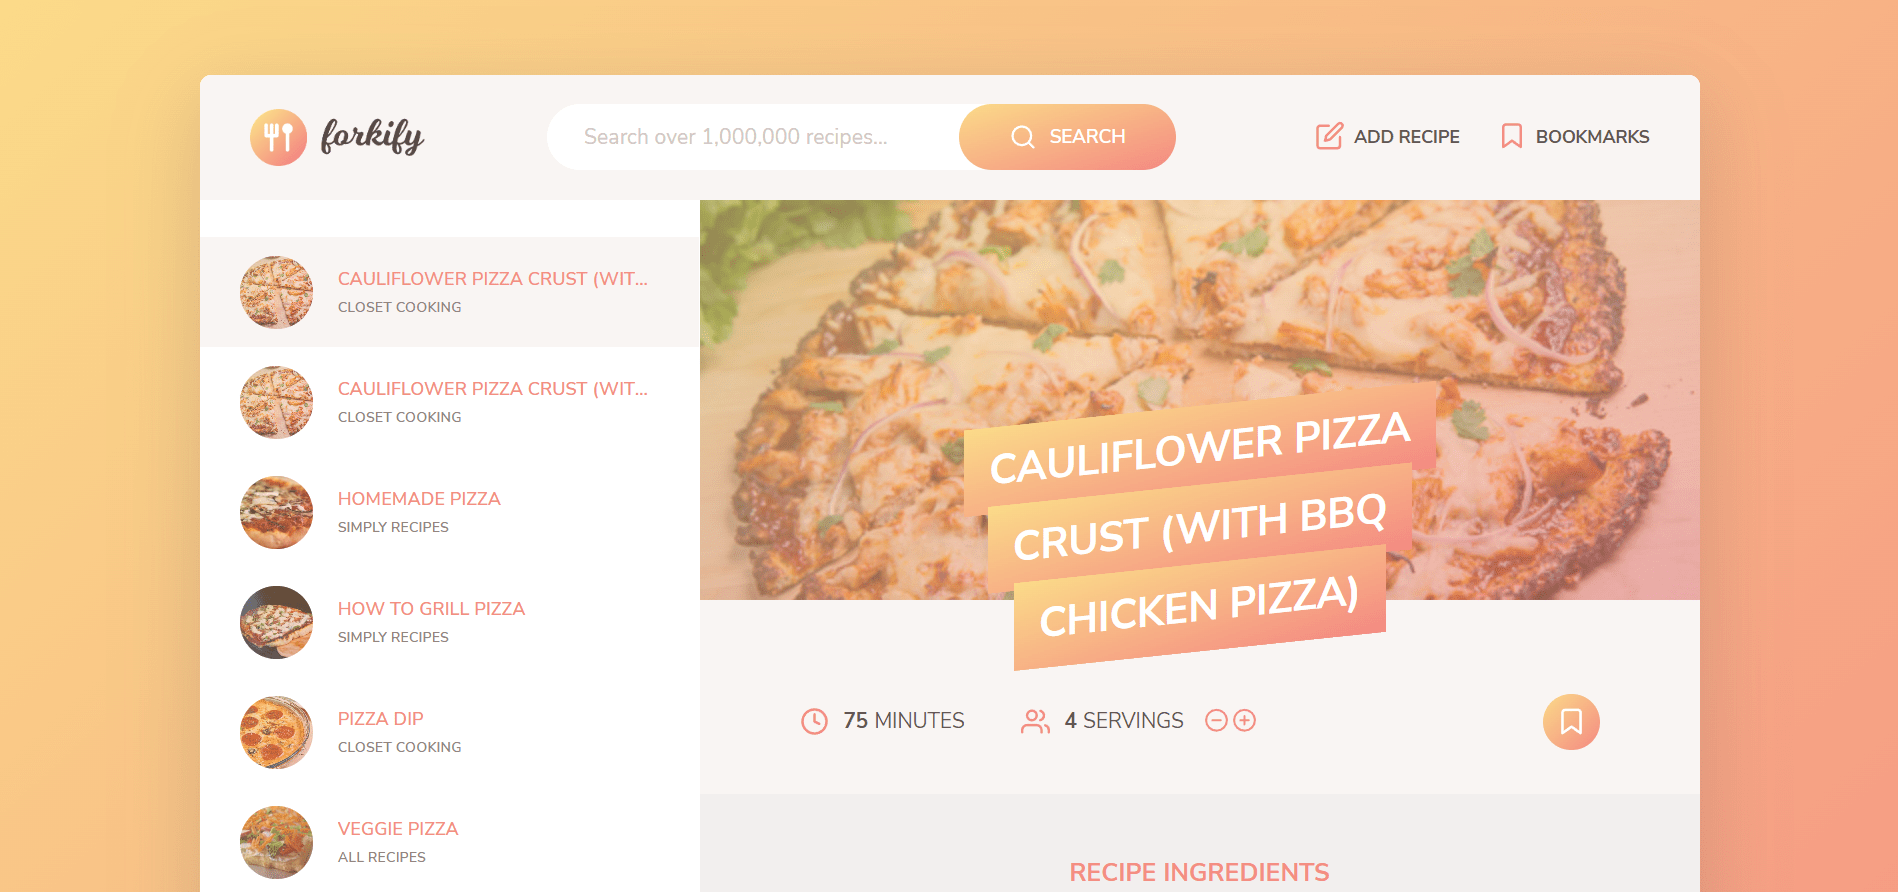 forkify
Search over 1,000,000 recipes...
SEARCH
ADD RECIPE
BOOKMARKS
CAULIFLOWER PIZZA CRUST (WIT...
CLOSET COOKING
CAULIFLOWER PIZZA CRUST (WIT...
CLOSET COOKING
HOMEMADE PIZZA
SIMPLY RECIPES
HOW TO GRILL PIZZA
SIMPLY RECIPES
PIZZA DIP
CLOSET COOKING
VEGGIE PIZZA
ALL RECIPES
CAULIFLOWER PIZZA
CRUST (WITH BBQ
CHICKEN PIZZA)
75 MINUTES
4 SERVINGS
RECIPE INGREDIENTS